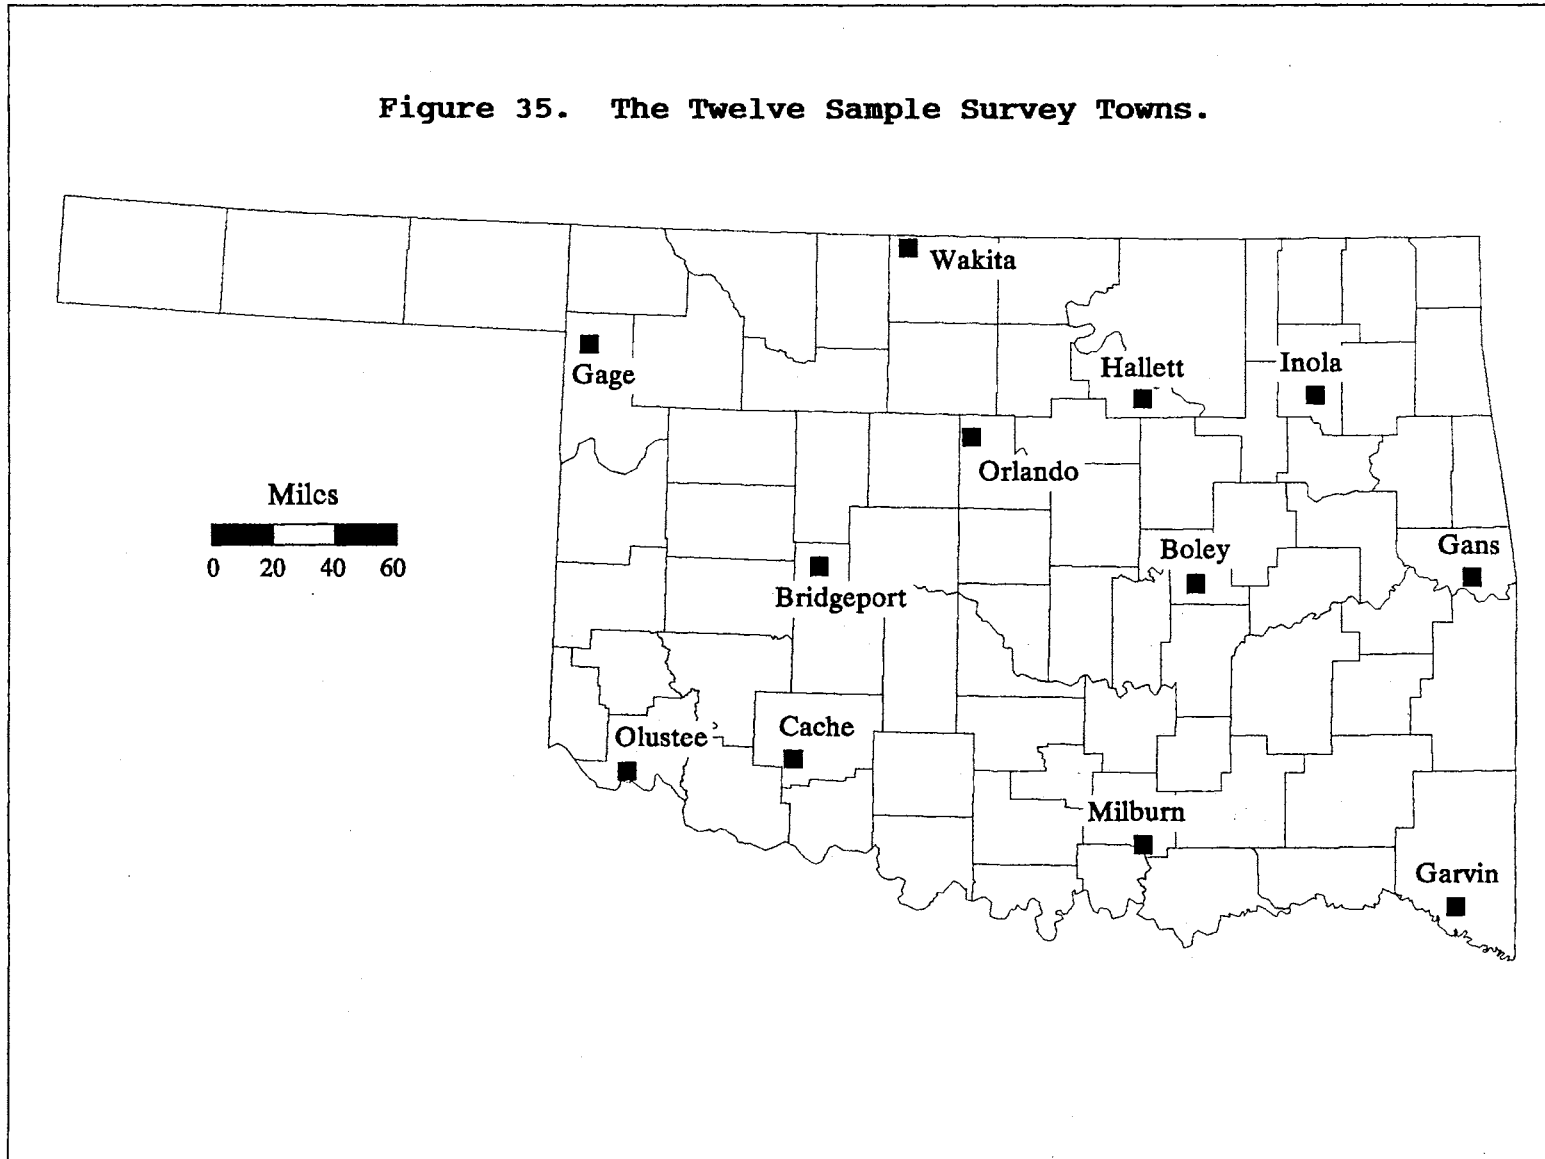 Figure 35. The Twelve Sample Survey Towns.
Wakita
Gage
Hallett
Inola
Orlando
Miles
0 20 40 60
Boley
Gans
Bridgeport
Olustee
Cache
Milburn
Garvin